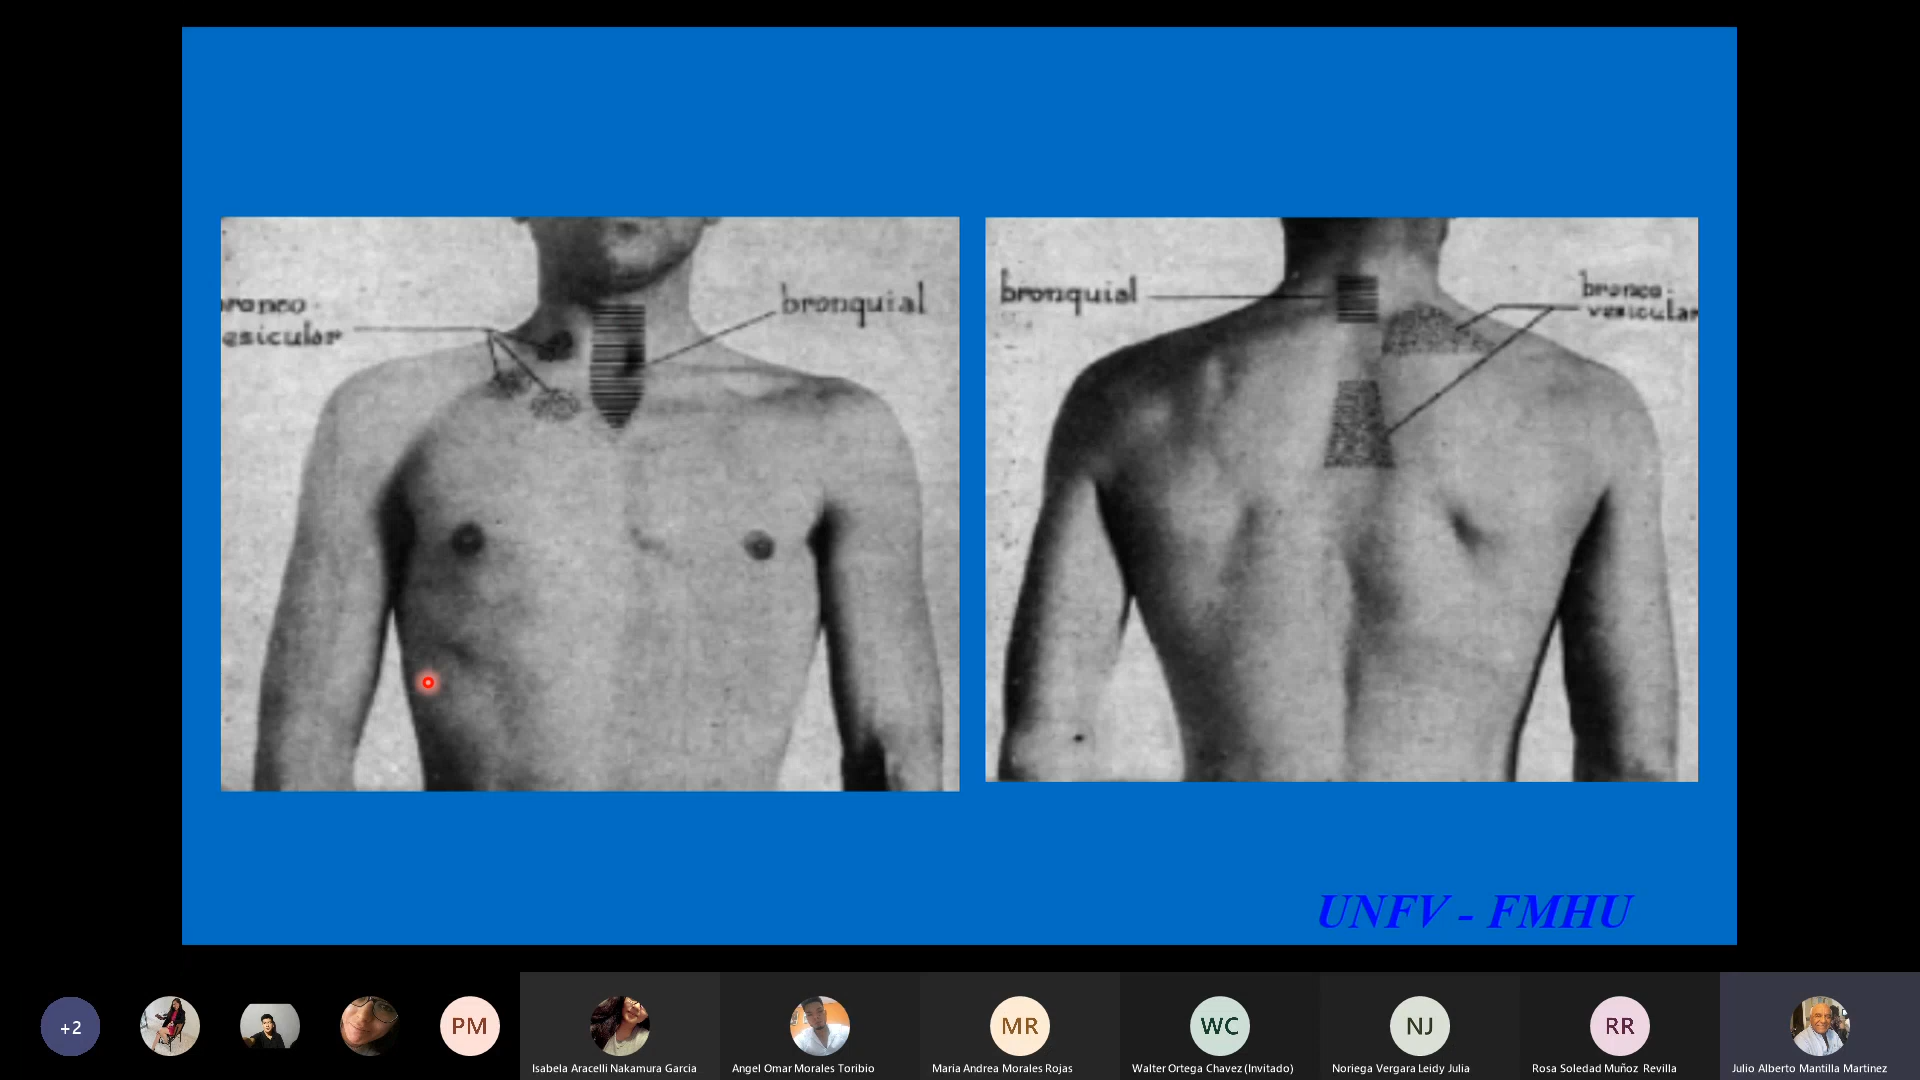 ronco
esicular
bronquial
bronquial
bronco-
vesicular
UNFV - FMHU
+2
PM
MR
WC
NJ
RR
Isabela Aracelli Nakamura Garcia
Angel Omar Morales Toribio
Maria Andrea Morales Rojas
Walter Ortega Chavez (Invitado)
Noriega Vergara Leidy Julia
Rosa Soledad Muñoz Revilla
Julio Alberto Mantilla Martinez